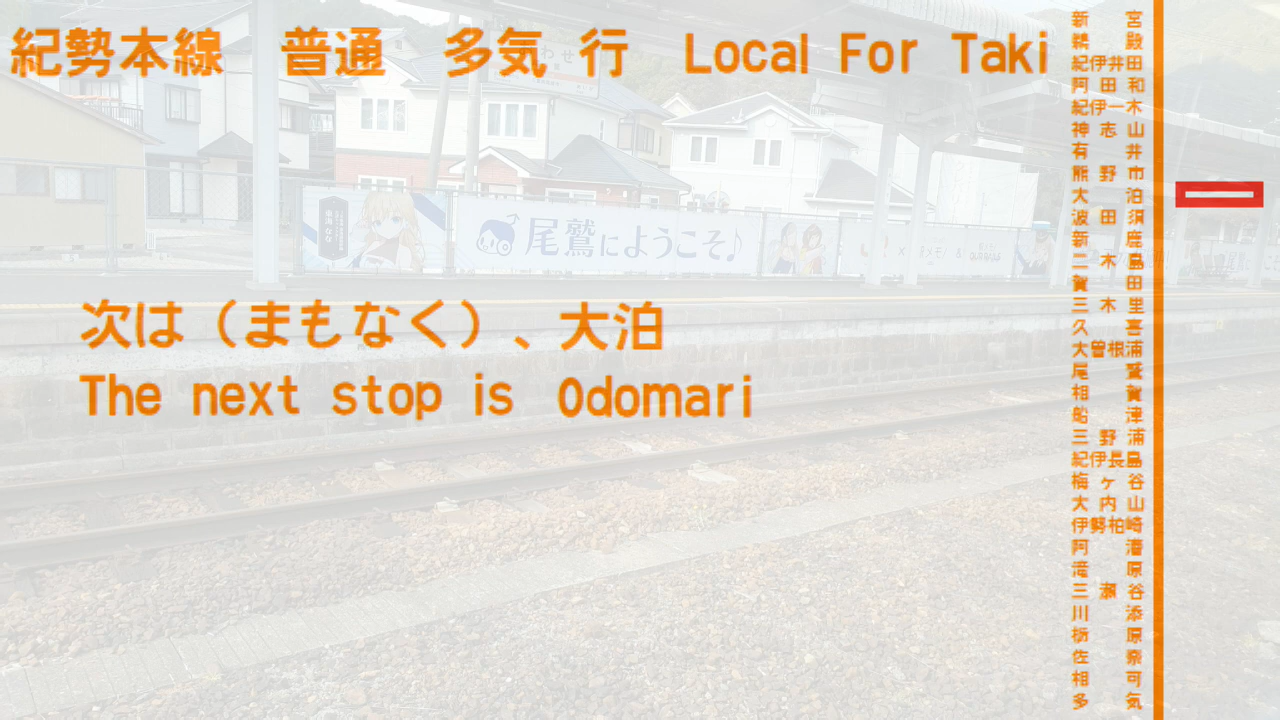 紀勢本線 普通 多気 行 Local For Taki
尾鷲にようこそ♪
次は（まもなく）、大泊
The next stop is Odomari
新宮
鵜殿
紀伊井田
阿田和
紀伊一木
神志山
有井
熊野市
大泊
波田須
新鹿
二木島
賀田
三木里
九鬼
大曽根浦
尾鷲
相賀
船津
三野瀬
紀伊長島
梅ヶ谷
大内山
伊勢柏崎
阿曽
滝原
三瀬谷
川添
栃原
佐奈
相可
多気